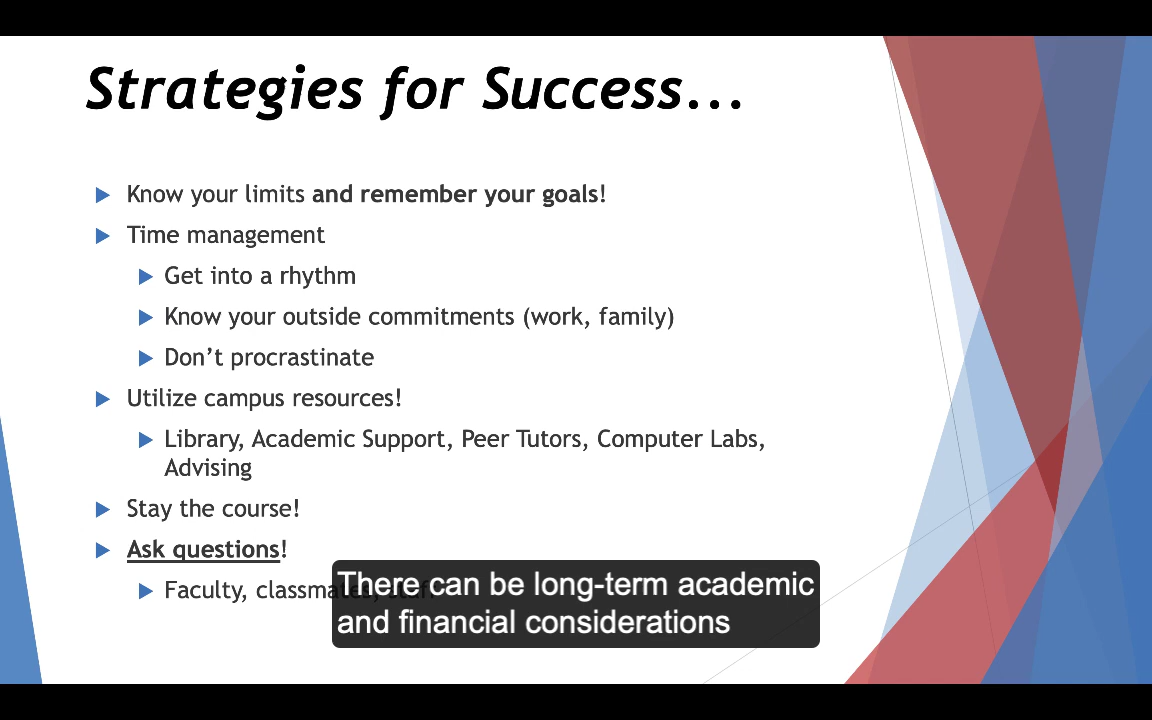 Strategies for Success...
Know your limits and remember your goals!
Time management
Get into a rhythm
Know your outside commitments (work, family)
Don’t procrastinate
Utilize campus resources!
Library, Academic Support, Peer Tutors, Computer Labs,
Advising
Stay the course!
Ask questions!
Faculty, classmates, staff
There can be long-term academic
and financial considerations